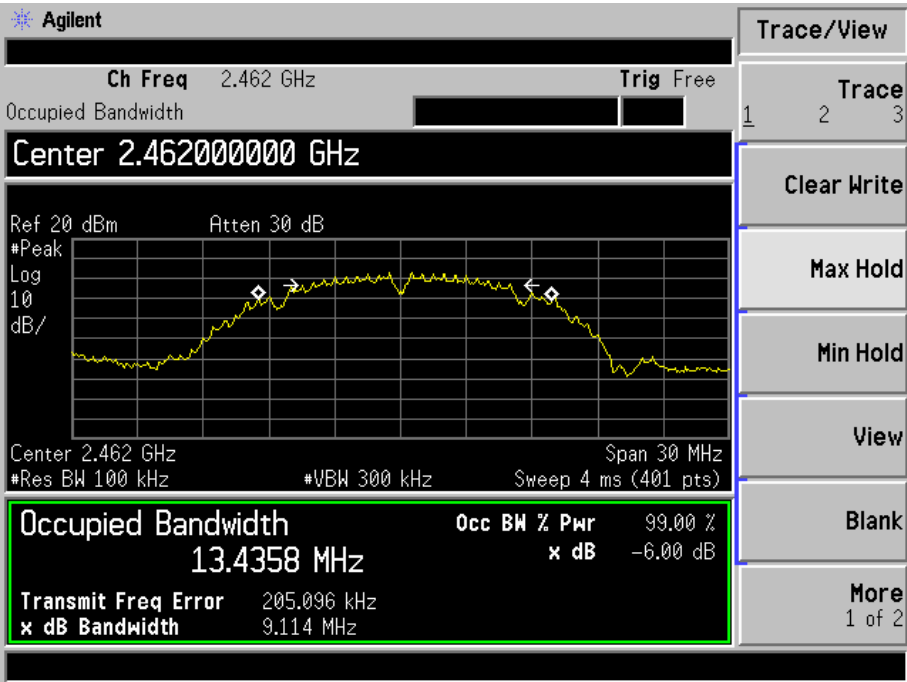 Agilent
Ch Freq 2.462 GHz Trig Free
Occupied Bandwidth
Center 2.462000000 GHz
Ref 20 dBm Atten 30 dB
#Peak
Log
10
dB/
Center 2.462 GHz Span 30 MHz
#Res BW 100 kHz #VBW 300 kHz Sweep 4 ms (401 pts)
Occupied Bandwidth Occ BW % Pwr 99.00 %
13.4358 MHz x dB -6.00 dB
Transmit Freq Error 205.096 kHz
x dB Bandwidth 9.114 MHz
Trace/View
Trace
1 2 3
Clear Write
Max Hold
Min Hold
View
Blank
More
1 of 2